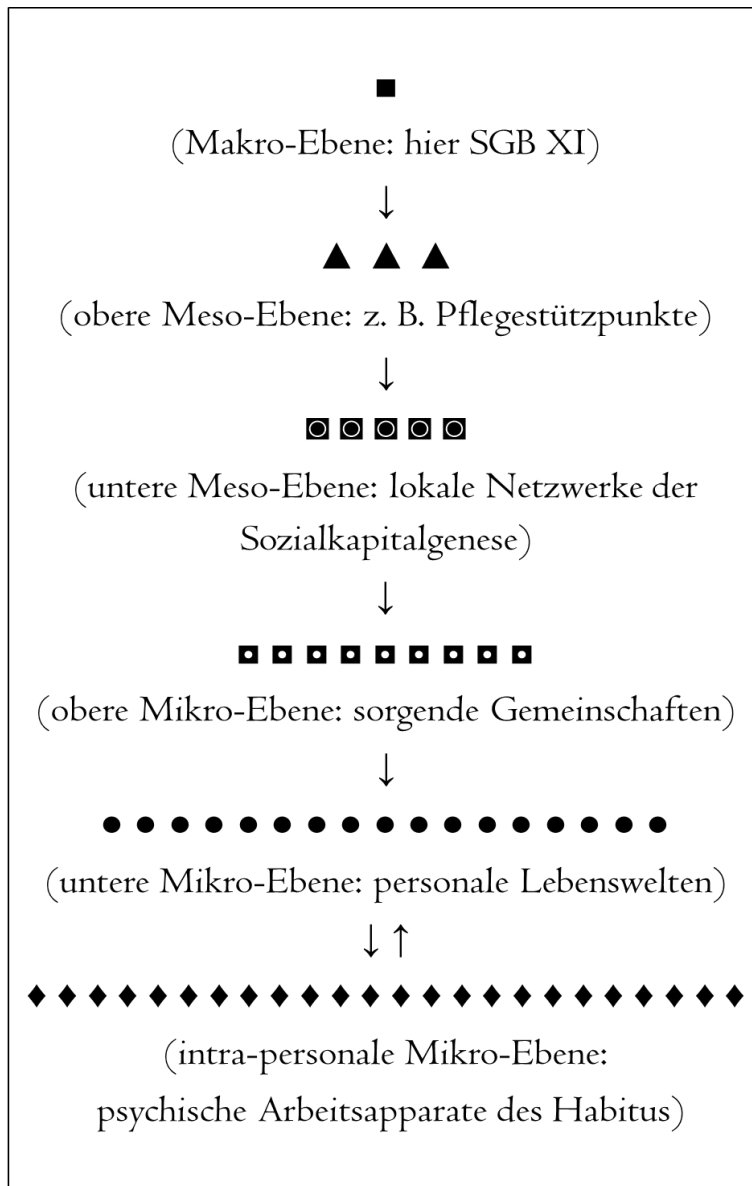 (Makro-Ebene: hier SGB XI)
↓
(obere Meso-Ebene: z. B. Pflegestützpunkte)
↓
(untere Meso-Ebene: lokale Netzwerke der
Sozialkapitalgenese)
↓
(obere Mikro-Ebene: sorgende Gemeinschaften)
↓
(untere Mikro-Ebene: personale Lebenswelten)
↓↑
(intra-personale Mikro-Ebene:
psychische Arbeitsapparate des Habitus)